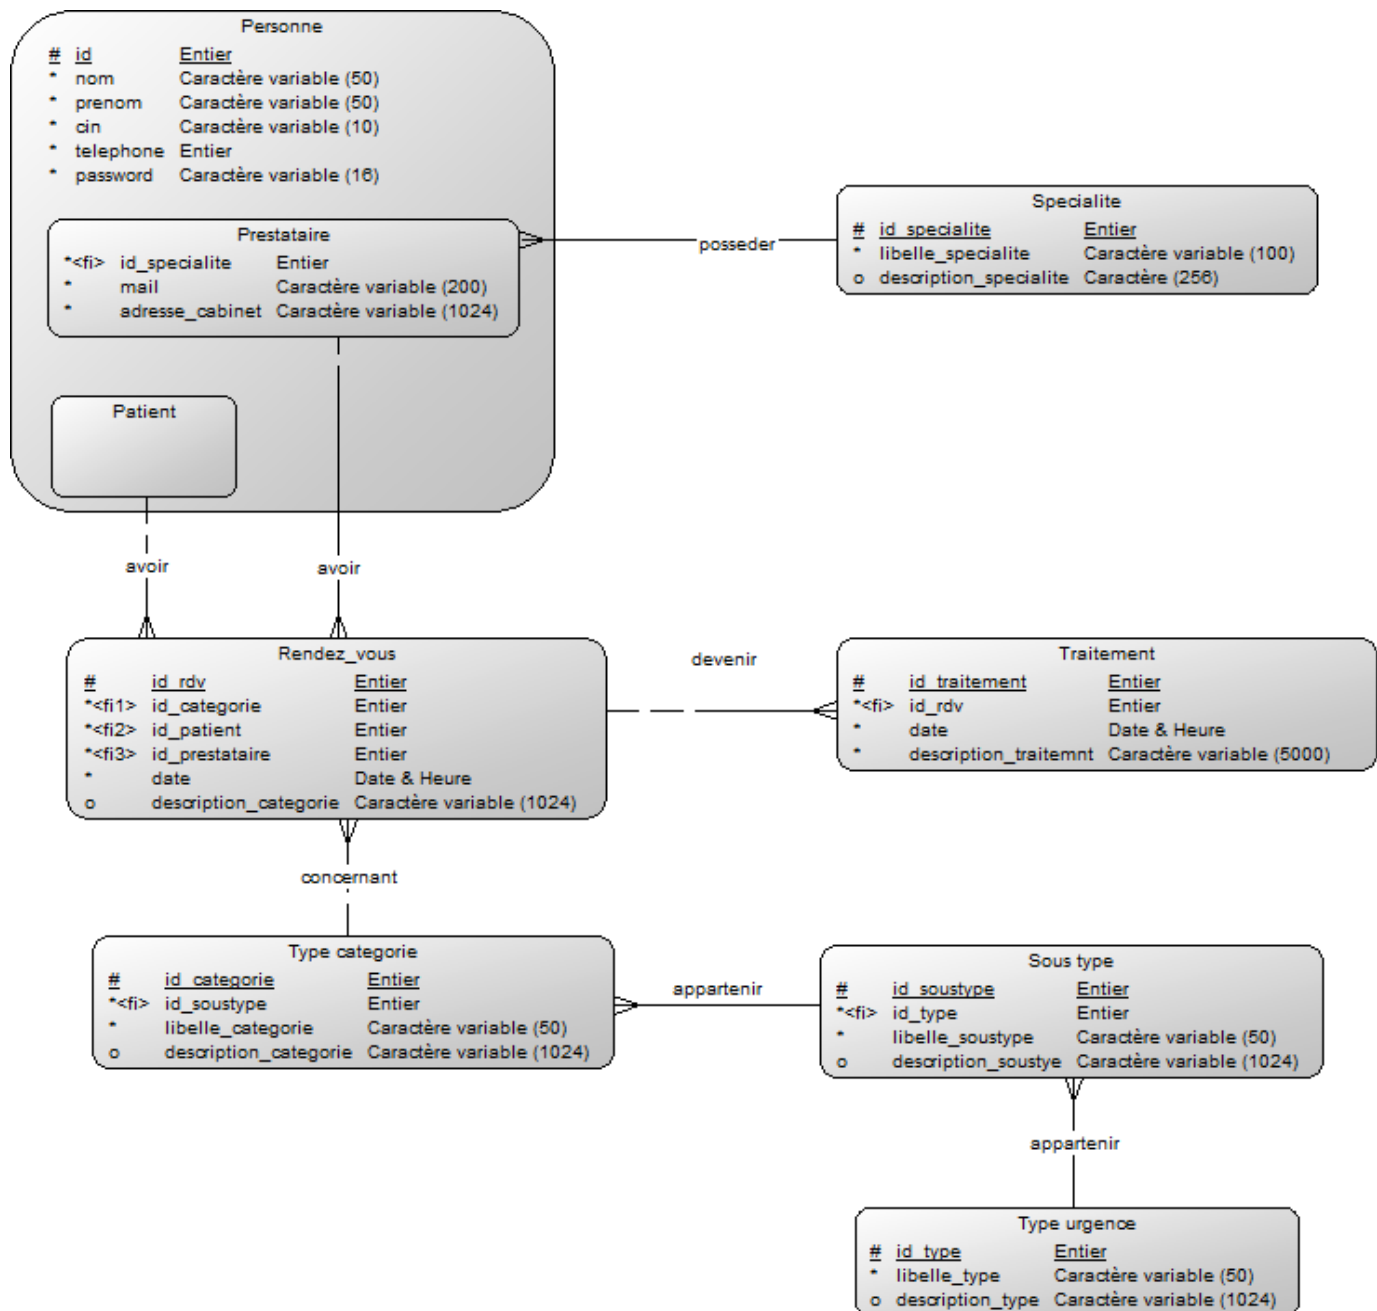 Personne
# id Entier
* nom Caractère variable (50)
* prenom Caractère variable (50)
* cin Caractère variable (10)
* telephone Entier
* password Caractère variable (16)
Prestataire
*<fi> id_specialite Entier
* mail Caractère variable (200)
* adresse_cabinet Caractère variable (1024)
posseder
Specialite
# id_specialite Entier
* libelle_specialite Caractère variable (100)
o description_specialite Caractère (256)
Patient
avoir
avoir
Rendez_vous
# id_rdv Entier
*<fi1> id_categorie Entier
*<fi2> id_patient Entier
*<fi3> id_prestataire Entier
* date Date & Heure
o description_categorie Caractère variable (1024)
devenir
Traitement
# id_traitement Entier
*<fi> id_rdv Entier
* date Date & Heure
* description_traitemnt Caractère variable (5000)
concernant
Type categorie
# id_categorie Entier
*<fi> id_soustype Entier
* libelle_categorie Caractère variable (50)
o description_categorie Caractère variable (1024)
appartenir
Sous type
# id_soustype Entier
*<fi> id_type Entier
* libelle_soustype Caractère variable (50)
o description_soustye Caractère variable (1024)
appartenir
Type urgence
# id_type Entier
* libelle_type Caractère variable (50)
o description_type Caractère variable (1024)